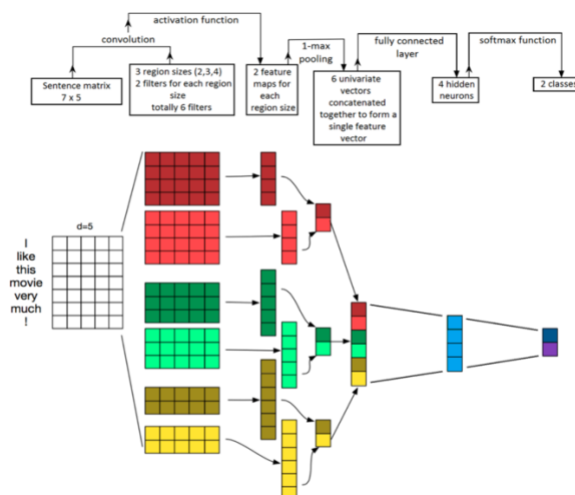 activation function
convolution
1-max
pooling
fully connected
layer
softmax function
Sentence matrix
7 x 5
3 region sizes (2,3,4)
2 filters for each region
size
totally 6 filters
2 feature
maps for
each
region size
6 univariate
vectors
concatenated
together to form a
single feature
vector
4 hidden
neurons
2 classes
d=5
I
like
this
movie
very
much
!